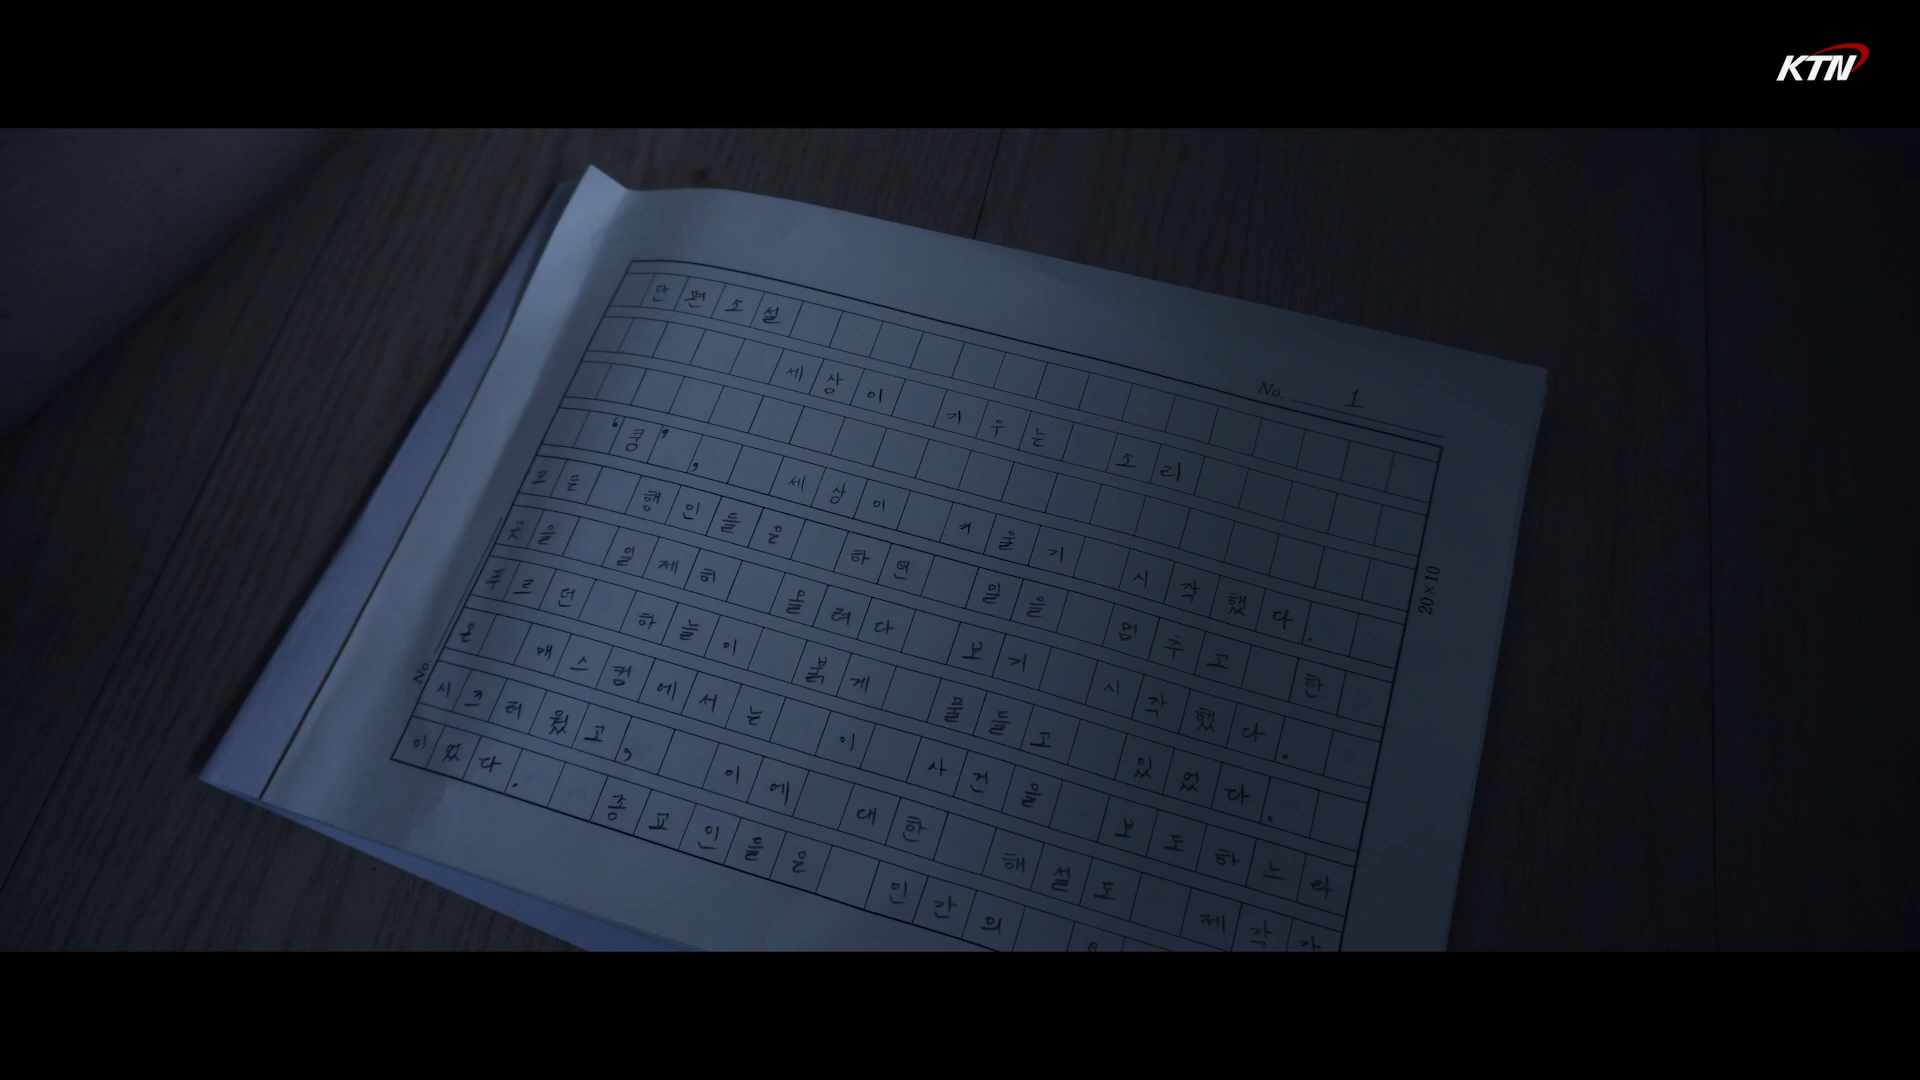 KTN
No. 1
단편소설
세상이 기우는 소리
'쿵', 세상이 기울기 시작했다.
모든 행인들은 하던 일을 멈추고 한
곳을 일제히 올려다 보기 시작했다.
푸르던 하늘이 붉게 물들고 있었다.
온 매스컴에서는 이 사건을 보도하느라
시끄러웠고, 이에 대한 해설도 제각각
이었다. 종교인들은 인간의
20×10
No.